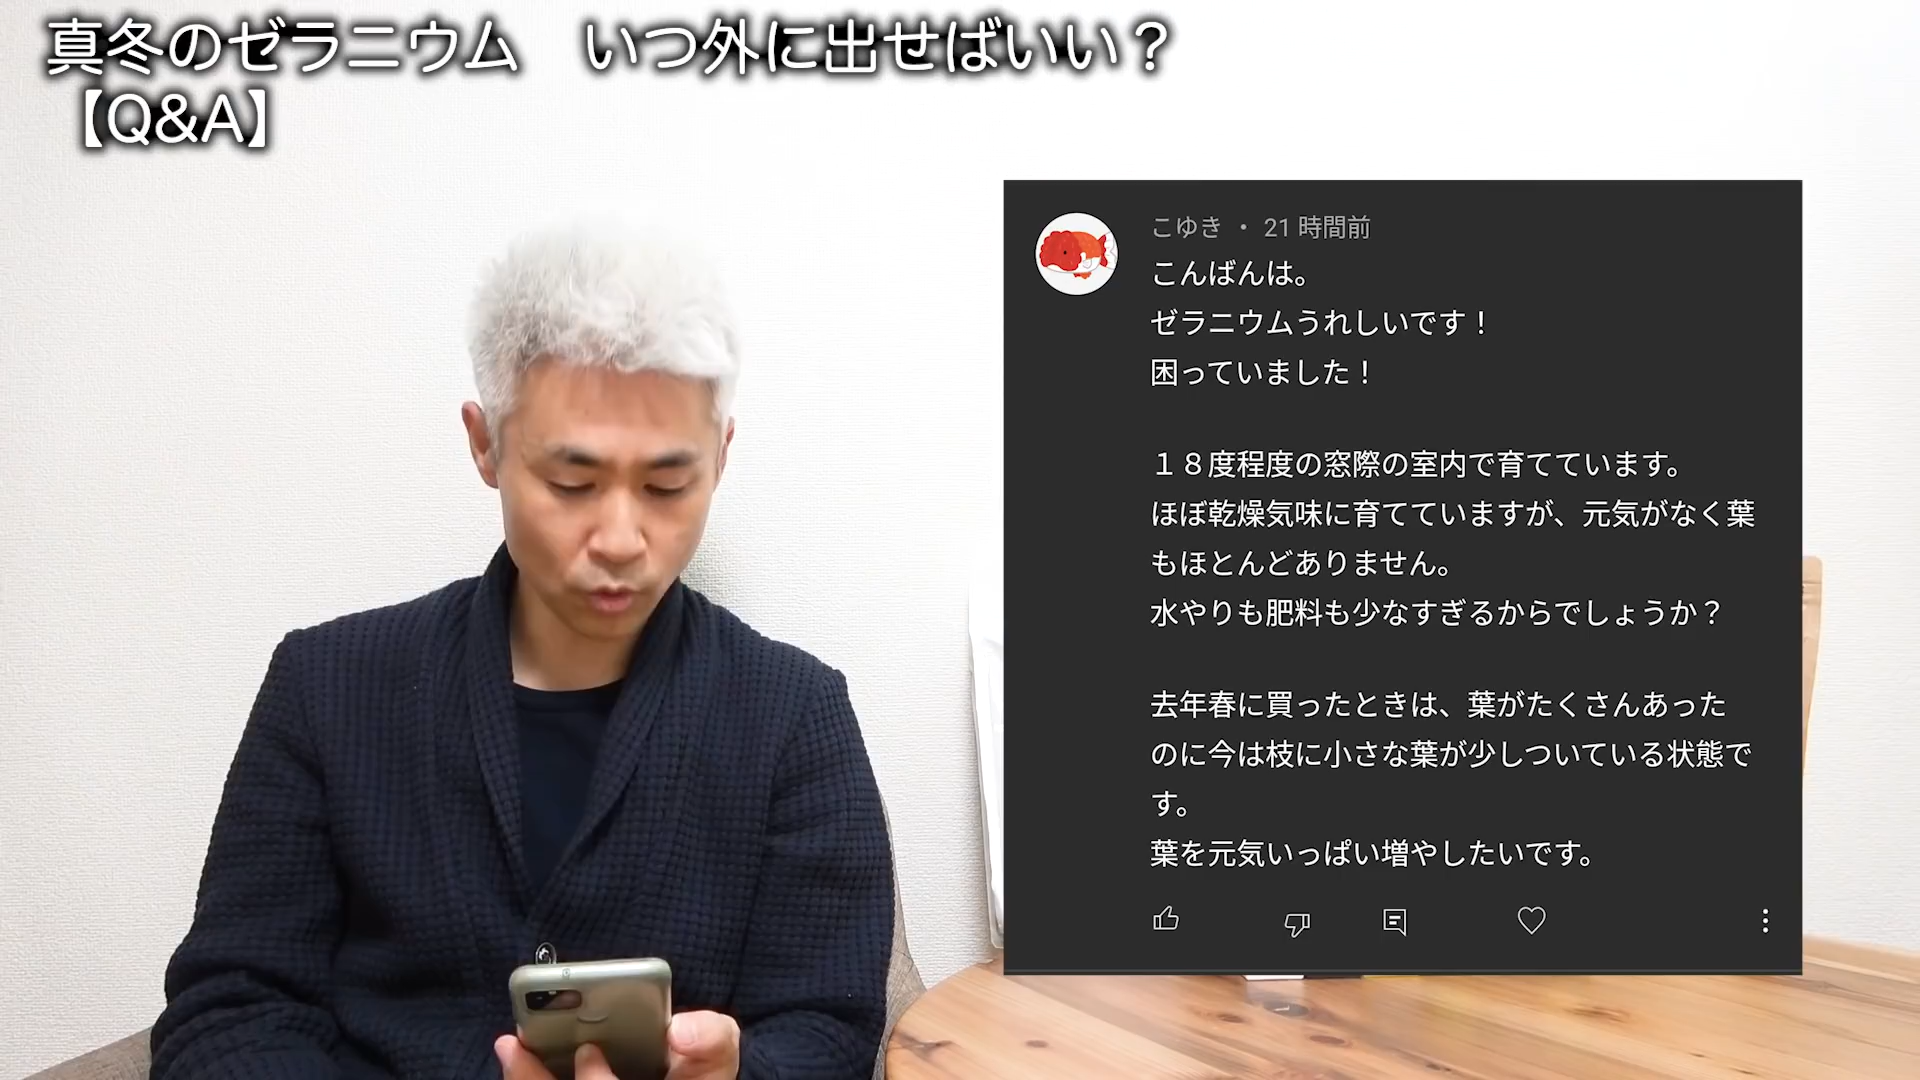 真冬のゼラニウム　いつ外に出せばいい？
【Q&A】
こゆき ・ 21 時間前
こんばんは。
ゼラニウムうれしいです！
困っていました！
１８度程度の窓際の室内で育てています。
ほぼ乾燥気味に育てていますが、元気がなく葉
もほとんどありません。
水やりも肥料も少なすぎるからでしょうか？
去年春に買ったときは、葉がたくさんあった
のに今は枝に小さな葉が少しついている状態で
す。
葉を元気いっぱい増やしたいです。